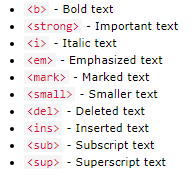 <b> - Bold text
<strong> - Important text
<i> - Italic text
<em> - Emphasized text
<mark> - Marked text
<small> - Smaller text
<del> - Deleted text
<ins> - Inserted text
<sub> - Subscript text
<sup> - Superscript text